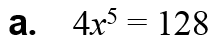 a. 4x⁵ = 128